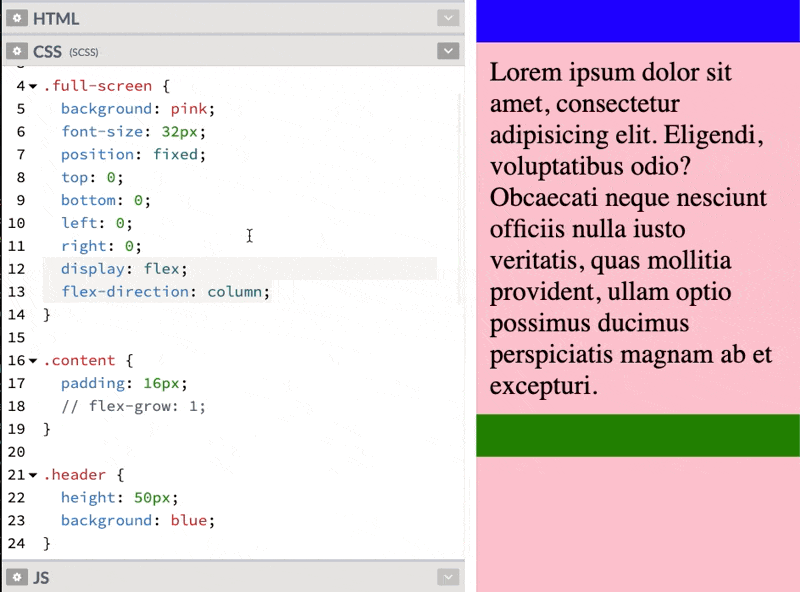 HTML
CSS (SCSS)
4 .full-screen {
5 background: pink;
6 font-size: 32px;
7 position: fixed;
8 top: 0;
9 bottom: 0;
10 left: 0;
11 right: 0;
12 display: flex;
13 flex-direction: column;
14 }
15
16 .content {
17 padding: 16px;
18 // flex-grow: 1;
19 }
20
21 .header {
22 height: 50px;
23 background: blue;
24 }
JS
Lorem ipsum dolor sit
amet, consectetur
adipisicing elit. Eligendi,
voluptatibus odio?
Obcaecati neque nesciunt
officiis nulla iusto
veritatis, quas mollitia
provident, ullam optio
possimus ducimus
perspiciatis magnam ab et
excepturi.